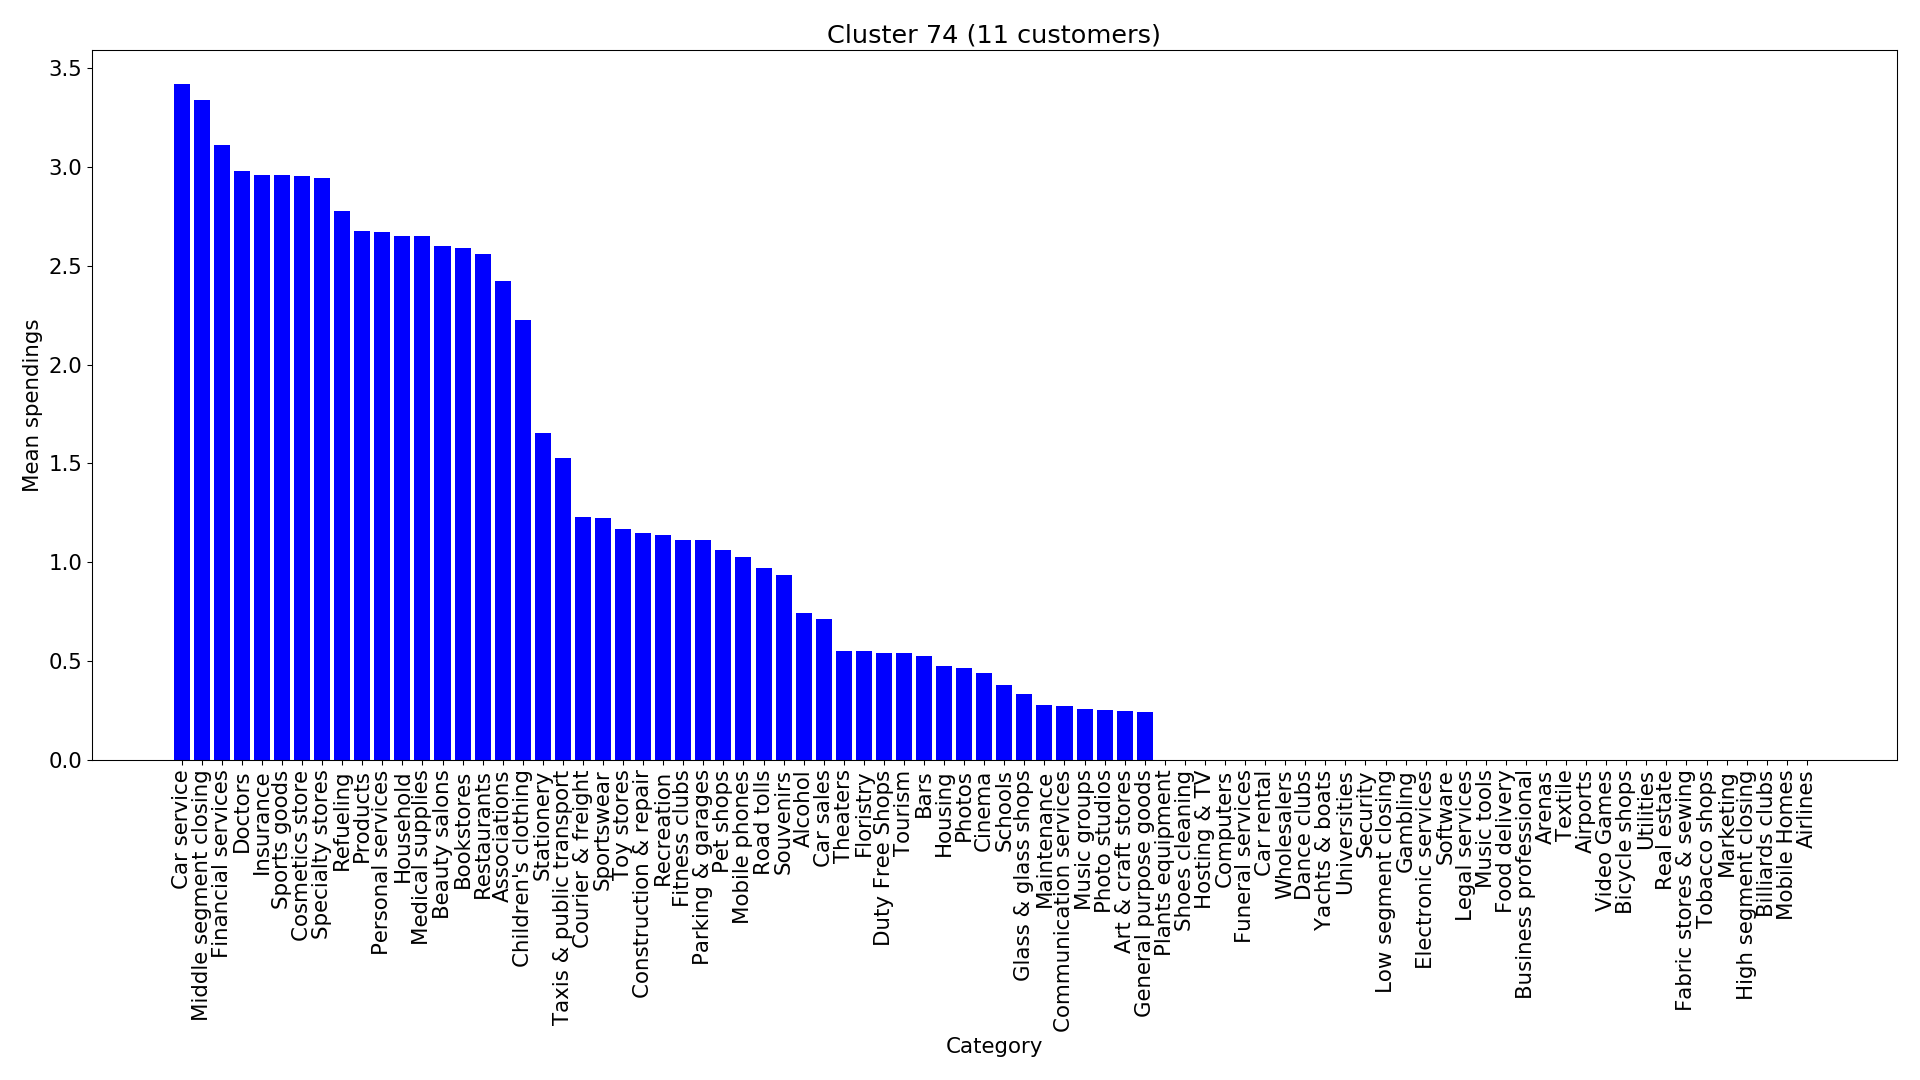 Cluster 74 (11 customers)
3.5
3.0
2.5
2.0
1.5
1.0
0.5
0.0
Mean spendings
Car service
Middle segment closing
Financial services
Doctors
Insurance
Sports goods
Cosmetics store
Specialty stores
Refueling
Products
Personal services
Household
Medical supplies
Beauty salons
Bookstores
Restaurants
Associations
Children's clothing
Stationery
Taxis & public transport
Courier & freight
Sportswear
Toy stores
Construction & repair
Recreation
Fitness clubs
Parking & garages
Pet shops
Mobile phones
Road tolls
Souvenirs
Alcohol
Car sales
Theaters
Floristry
Duty Free Shops
Tourism
Bars
Housing
Photos
Cinema
Schools
Glass & glass shops
Maintenance
Communication services
Music groups
Photo studios
Art & craft stores
General purpose goods
Plants equipment
Shoes cleaning
Hosting & TV
Computers
Funeral services
Car rental
Wholesalers
Dance clubs
Yachts & boats
Universities
Security
Low segment closing
Gambling
Electronic services
Software
Legal services
Music tools
Food delivery
Business professional
Arenas
Textile
Airports
Video Games
Bicycle shops
Utilities
Real estate
Fabric stores & sewing
Tobacco shops
Marketing
High segment closing
Billiards clubs
Mobile Homes
Airlines
Category